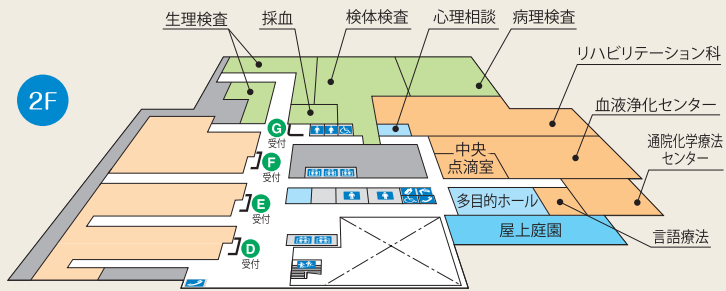 生理検査
採血
検体検査
心理相談
病理検査
リハビリテーション科
2F
血液浄化センター
G
受付
中央
点滴室
通院化学療法
センター
F
受付
E
受付
多目的ホール
屋上庭園
言語療法
D
受付